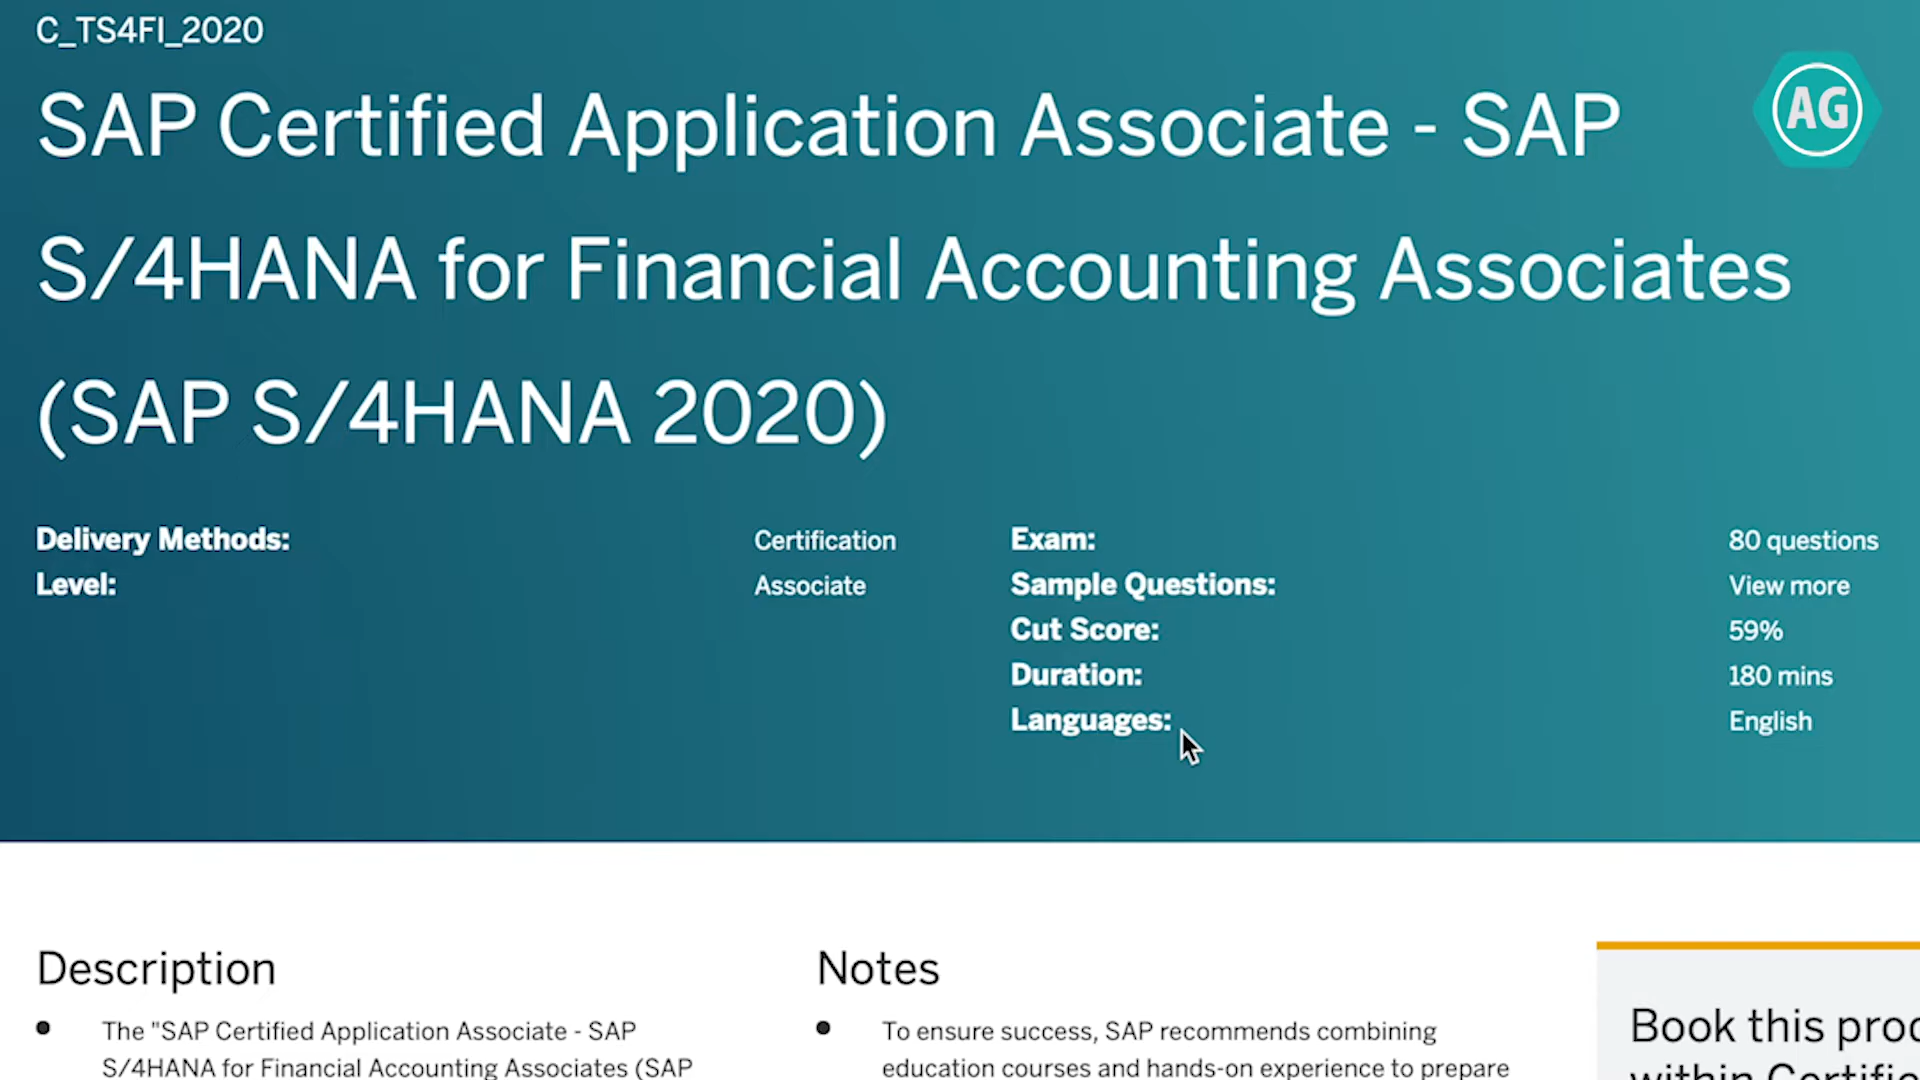 C_TS4FI_2020
SAP Certified Application Associate - SAP
S/4HANA for Financial Accounting Associates
(SAP S/4HANA 2020)
AG
Delivery Methods: Certification
Level: Associate
Exam: 80 questions
Sample Questions: View more
Cut Score: 59%
Duration: 180 mins
Languages: English
Description
The "SAP Certified Application Associate - SAP
S/4HANA for Financial Accounting Associates (SAP
Notes
To ensure success, SAP recommends combining
education courses and hands-on experience to prepare
Book this proc
within Certific